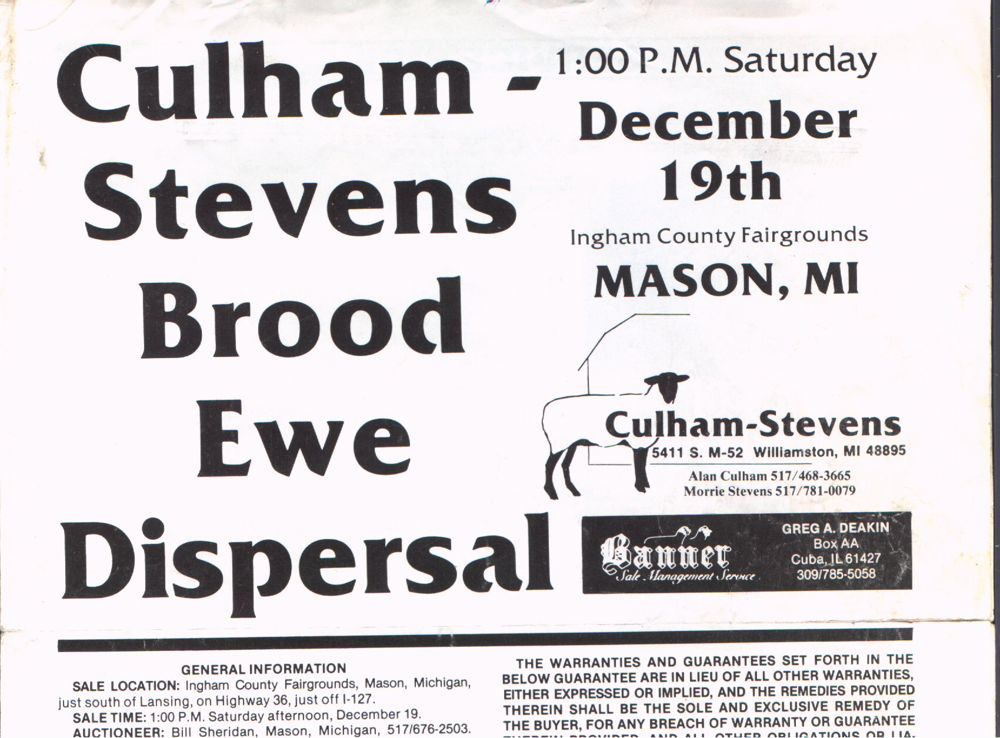 Culham -
Stevens
Brood
Ewe
Dispersal
1:00 P.M. Saturday
December
19th
Ingham County Fairgrounds
MASON, MI
Culham-Stevens
5411 S. M-52 Williamston, MI 48895
Alan Culham 517/468-3665
Morrie Stevens 517/781-0079
Banner
Sale Management Service
GREG A. DEAKIN
Box AA
Cuba, IL 61427
309/785-5058
GENERAL INFORMATION
SALE LOCATION: Ingham County Fairgrounds, Mason, Michigan,
just south of Lansing, on Highway 36, just off I-127.
SALE TIME: 1:00 P.M. Saturday afternoon, December 19.
AUCTIONEER: Bill Sheridan, Mason, Michigan, 517/676-2503.
THE WARRANTIES AND GUARANTEES SET FORTH IN THE
BELOW GUARANTEE ARE IN LIEU OF ALL OTHER WARRANTIES,
EITHER EXPRESSED OR IMPLIED, AND THE REMEDIES PROVIDED
THEREIN SHALL BE THE SOLE AND EXCLUSIVE REMEDY OF
THE BUYER, FOR ANY BREACH OF WARRANTY OR GUARANTEE
THEREIN PROVIDED, AND ALL OTHER OBLIGATIONS OR LIA-